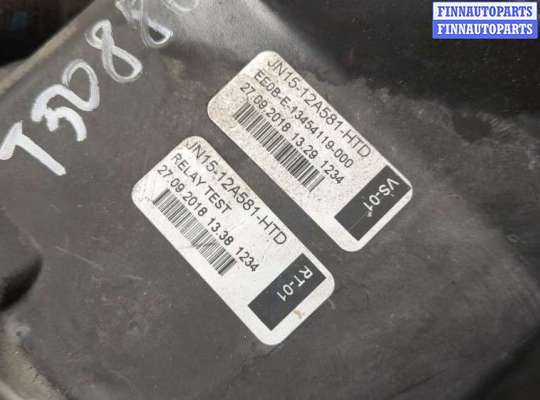 FINNAUTOPARTS
FINNAUTOPARTS
FINNAUTOPARTS
JN15-12A581-HTD
EE08-E-13454119-000
27.09.2018 13.29 1234
VS-01
JN15-12A581-HTD
RELAY TEST
27.09.2018 13.38 1234
RT-01